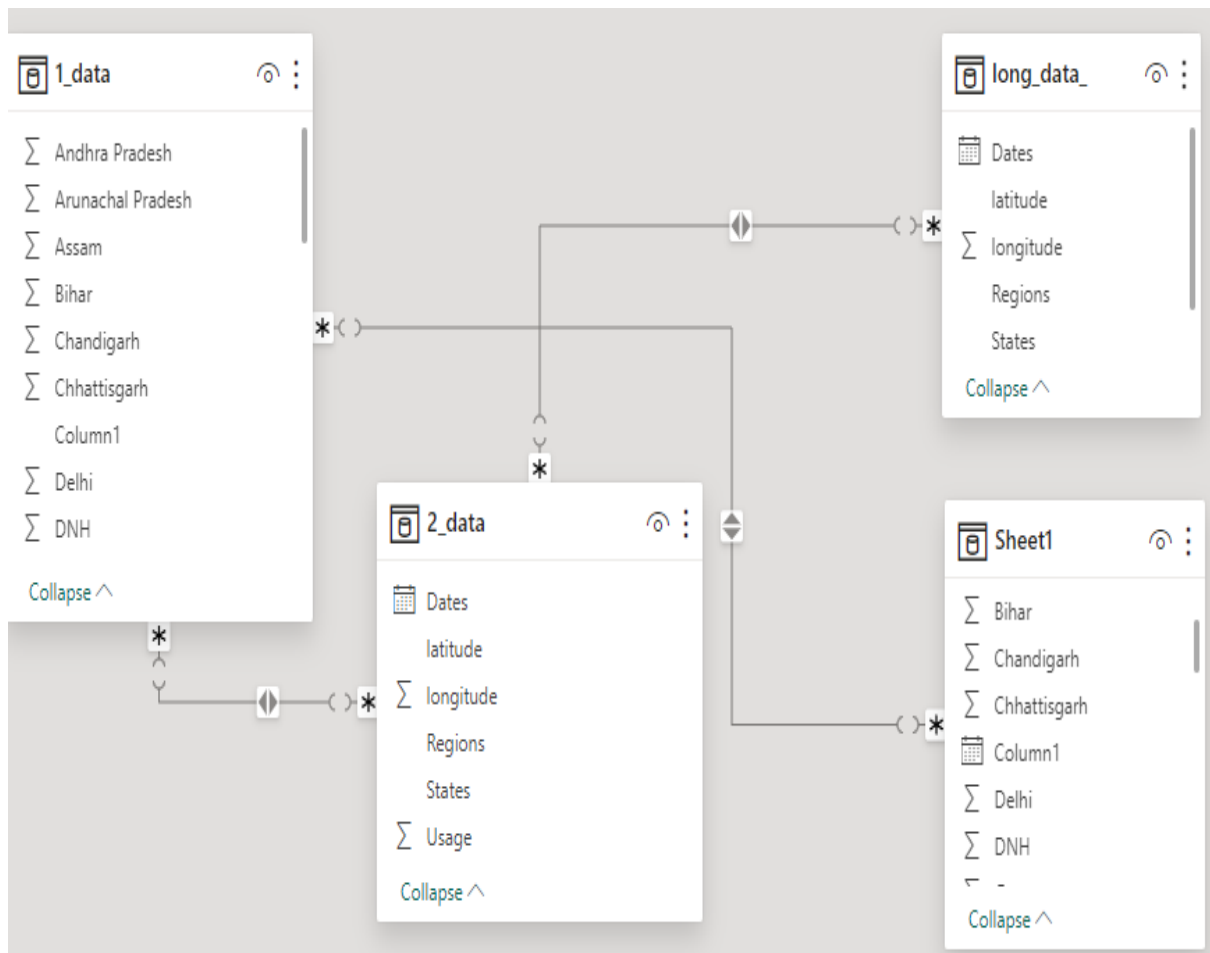 1_data
Andhra Pradesh
Arunachal Pradesh
Assam
Bihar
Chandigarh
Chhattisgarh
Column1
Delhi
DNH
Collapse
long_data_
Dates
latitude
longitude
Regions
States
Collapse
2_data
Dates
latitude
longitude
Regions
States
Usage
Collapse
Sheet1
Bihar
Chandigarh
Chhattisgarh
Column1
Delhi
DNH
Collapse